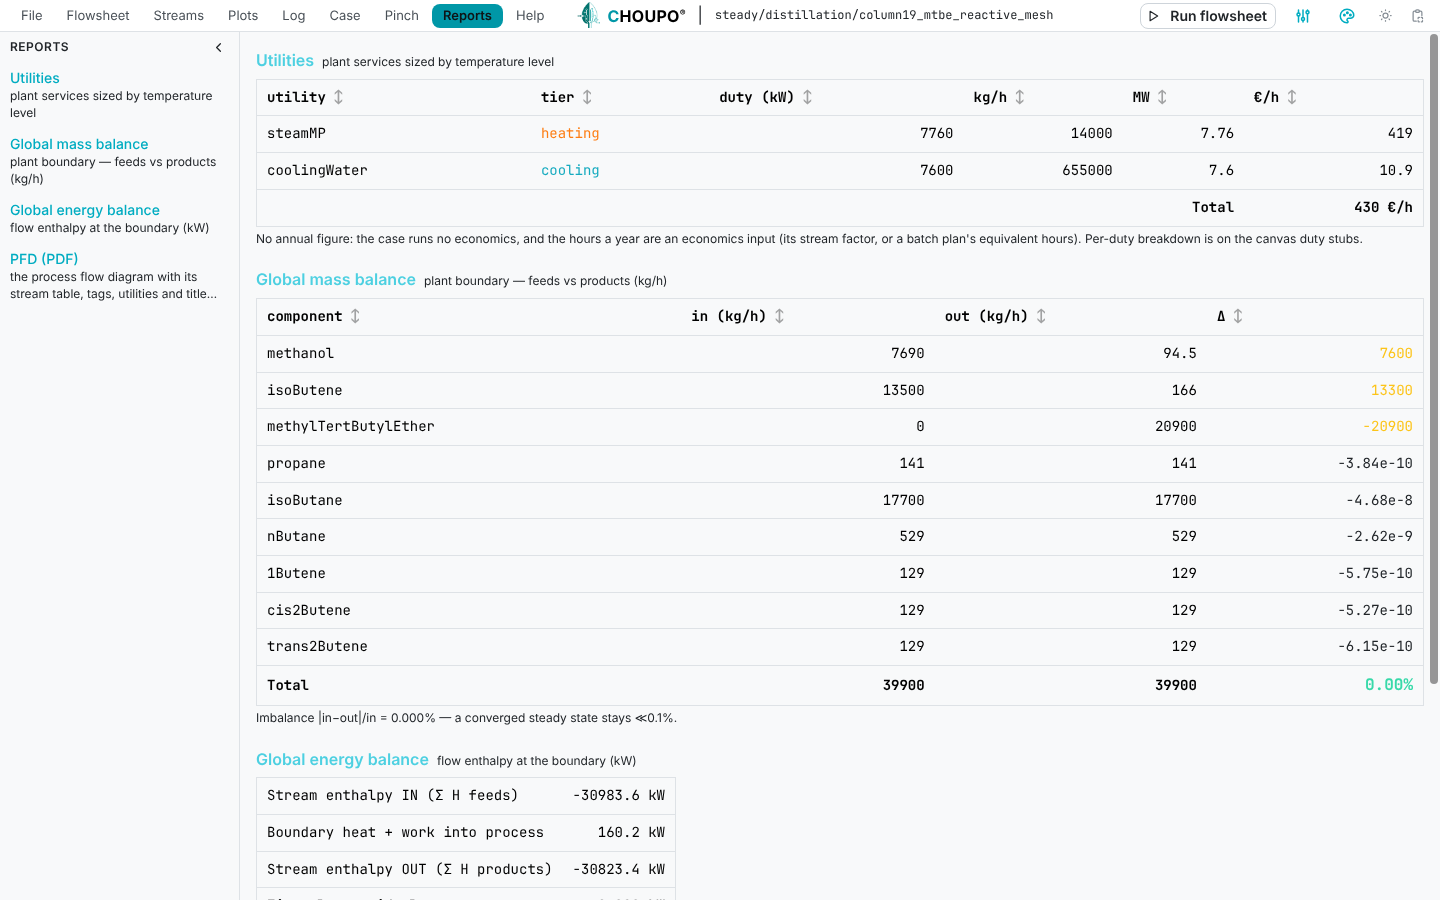 File Flowsheet Streams Plots Log Case Pinch Reports Help CHOUPO® steady/distillation/column19_mtbe_reactive_mesh Run flowsheet
REPORTS
Utilities
plant services sized by temperature
level
Global mass balance
plant boundary — feeds vs products
(kg/h)
Global energy balance
flow enthalpy at the boundary (kW)
PFD (PDF)
the process flow diagram with its
stream table, tags, utilities and title...
Utilities plant services sized by temperature level
utility tier duty (kW) kg/h MW €/h
steamMP heating 7760 14000 7.76 419
coolingWater cooling 7600 655000 7.6 10.9
Total 430 €/h
No annual figure: the case runs no economics, and the hours a year are an economics input (its stream factor, or a batch plan's equivalent hours). Per-duty breakdown is on the canvas duty stubs.
Global mass balance plant boundary — feeds vs products (kg/h)
component in (kg/h) out (kg/h) Δ
methanol 7690 94.5 7600
isoButene 13500 166 13300
methylTertButylEther 0 20900 -20900
propane 141 141 -3.84e-10
isoButane 17700 17700 -4.68e-8
nButane 529 529 -2.62e-9
1Butene 129 129 -5.75e-10
cis2Butene 129 129 -5.27e-10
trans2Butene 129 129 -6.15e-10
Total 39900 39900 0.00%
Imbalance |in−out|/in = 0.000% — a converged steady state stays ≪0.1%.
Global energy balance flow enthalpy at the boundary (kW)
Stream enthalpy IN (Σ H feeds) -30983.6 kW
Boundary heat + work into process 160.2 kW
Stream enthalpy OUT (Σ H products) -30823.4 kW